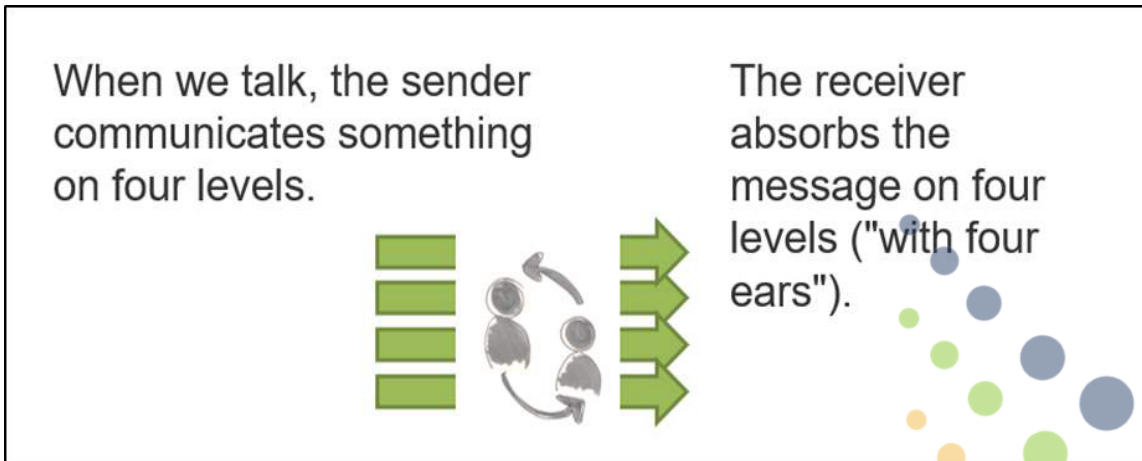 When we talk, the sender
communicates something
on four levels.
The receiver
absorbs the
message on four
levels ("with four
ears").